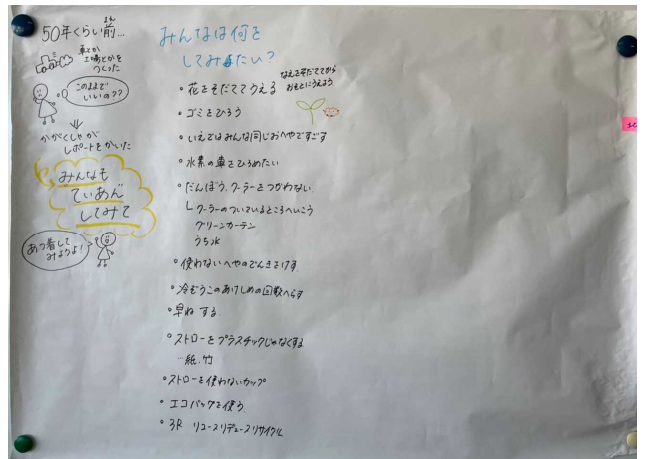 50年くらい前…
まえ
車とか
工場とかを
つくった
このままで
いいの??
かがくしゃが
レポートをかいた
みんなも
ていあん
してみて
あつ着して
みようよ!
みんなは何を
してみたい?
・花をそだててうえる
なえをそだててから
おもとにうえよう
・ゴミをひろう
・いえではみんな同じおへやですごす
・水素の車をひろめたい
・だんぼう、クーラーをつかわない
└クーラーのついているところへいこう
グリーンカーテン
うち水
・使わないへやのでんきをけす
・冷ぞうこのあけしめの回数へらす
・早ねする
・ストローをプラスチックじゃなくする
…紙、竹
・ストローを使わないカップ
・エコバックを使う
・3R リユースリデュースリサイクル